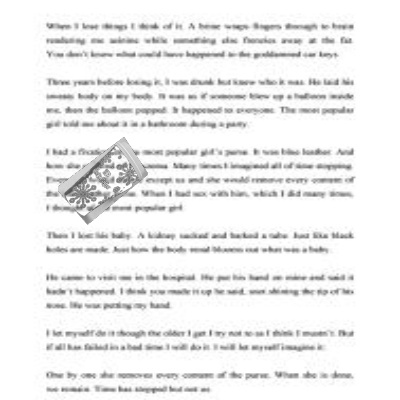 When I lose things I think of it. A brine wraps fingers through to brain
rendering me asinine while something else frenzies away at the fat.
You don't know what could have happened to the goddamned car keys.
Three years before losing it, I was drunk but knew who it was. He laid his
sweaty body on my body. It was as if someone blew up a balloon inside
me, then the balloon popped. It happened to everyone. The most popular
girl told me about it in a bathroom during a party.
I had a fixation most popular girl's purse. It was blue leather. And
how she Many times I imagined all of time stopping.
except us and she would remove every content of
the When I had sex with him, which I did many times,
I most popular girl
Then I lost his baby. A kidney sucked and barked a tube. Just like black
holes are made. Just how the body went blooms out what was a baby.
He came to visit me in the hospital. He put his hand on mine and said it
hadn't happened. I think you made it up he said, snot shining the tip of his
nose. He was petting my hand.
I let myself do it though the older I get I try not to as I think I mustn't. But
if all has failed in a bad time I will do it. I will let myself imagine it:
One by one she removes every content of the purse. When she is done,
we remain. Time has stopped but not us.